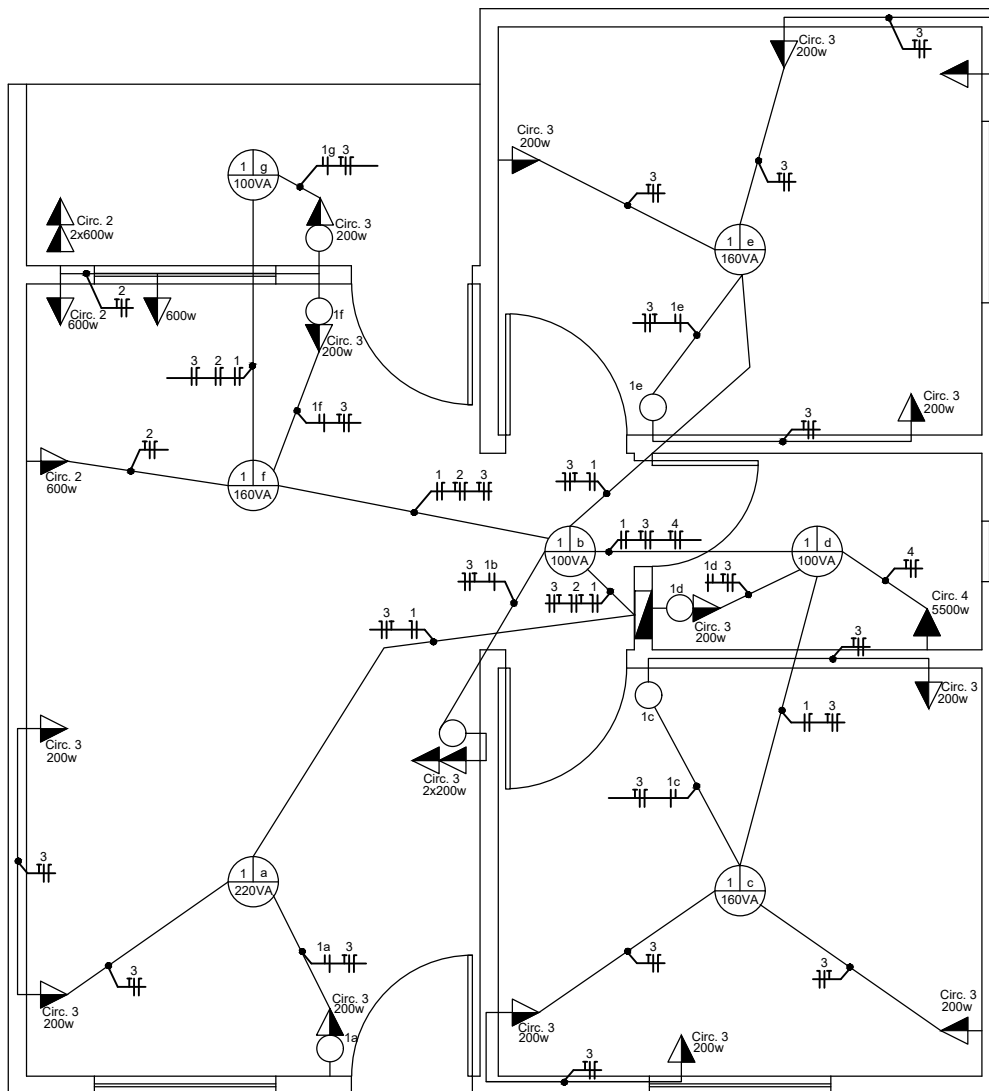 Circ. 3
200w
3
1g 3
1 g
100VA
Circ. 3
200w
3
3
Circ. 2
2x600w
Circ. 3
200w
1 e
160VA
2
Circ. 2
600w
600w
1f
Circ. 3
200w
3 1e
3 2 1
1e
Circ. 3
200w
1f 3
3
2
Circ. 2
600w
1 f
160VA
1 2 3
3 1
1 b
100VA
1 3 4
1 d
100VA
4
3 1b
3 2 1
1d 3
1d
Circ. 3
200w
Circ. 4
5500w
3 1
3
1c
Circ. 3
200w
1 3
Circ. 3
200w
Circ. 3
2x200w
3 1c
3
1 a
220VA
1 c
160VA
1a 3
3
3
3
Circ. 3
200w
Circ. 3
200w
1a
Circ. 3
200w
Circ. 3
200w
Circ. 3
200w
3